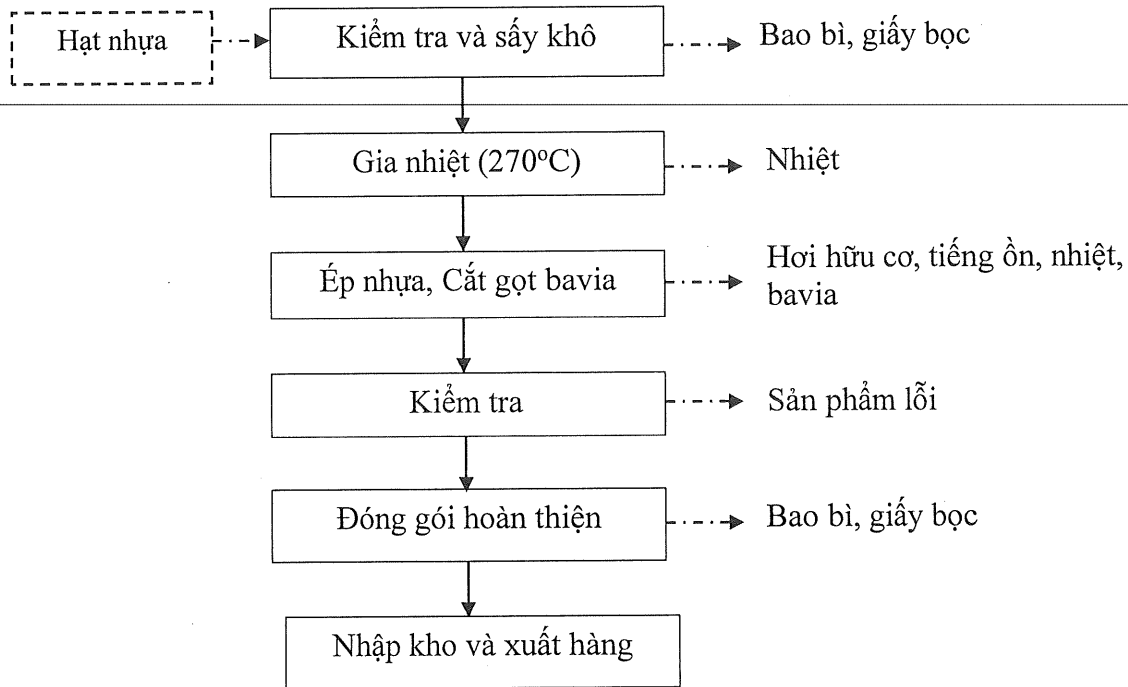 Hạt nhựa
Kiểm tra và sấy khô
Bao bì, giấy bọc
Gia nhiệt (270ºC)
Nhiệt
Ép nhựa, Cắt gọt bavia
Hơi hữu cơ, tiếng ồn, nhiệt,
bavia
Kiểm tra
Sản phẩm lỗi
Đóng gói hoàn thiện
Bao bì, giấy bọc
Nhập kho và xuất hàng